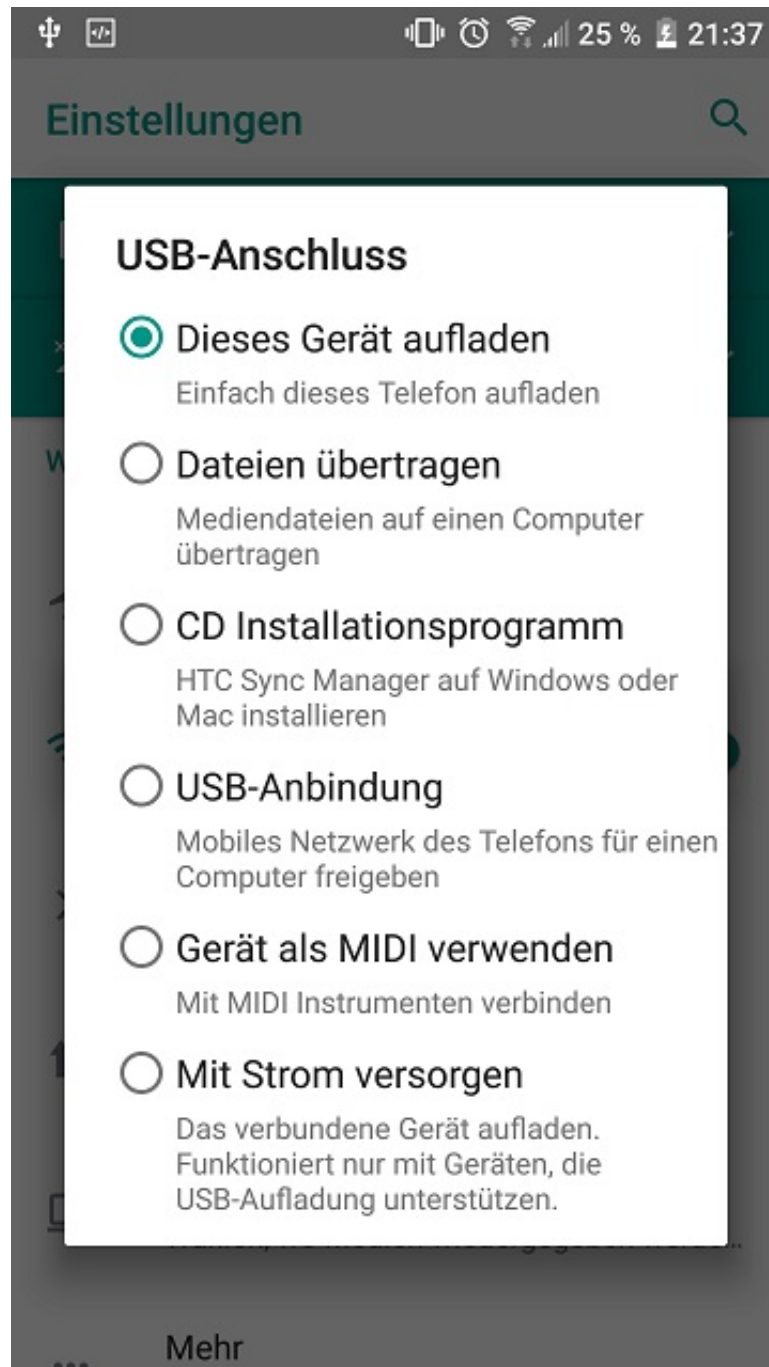 25 % 21:37
Einstellungen
USB-Anschluss
Dieses Gerät aufladen
Einfach dieses Telefon aufladen
Dateien übertragen
Mediendateien auf einen Computer
übertragen
CD Installationsprogramm
HTC Sync Manager auf Windows oder
Mac installieren
USB-Anbindung
Mobiles Netzwerk des Telefons für einen
Computer freigeben
Gerät als MIDI verwenden
Mit MIDI Instrumenten verbinden
Mit Strom versorgen
Das verbundene Gerät aufladen.
Funktioniert nur mit Geräten, die
USB-Aufladung unterstützen.
Mehr